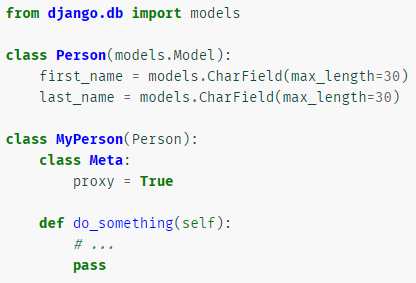 from django.db import models
class Person(models.Model):
    first_name = models.CharField(max_length=30)
    last_name = models.CharField(max_length=30)
class MyPerson(Person):
    class Meta:
        proxy = True
    def do_something(self):
        # ...
        pass